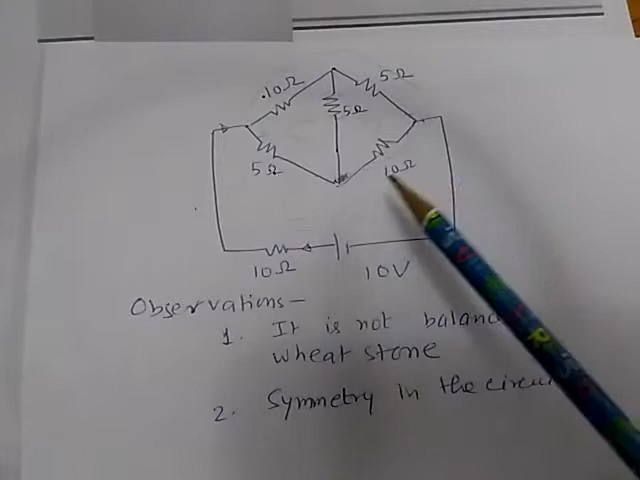 10Ω
5Ω
5Ω
5Ω
10Ω
10Ω
10V
Observations-
1. It is not
wheat stone
2. Symmetry in the